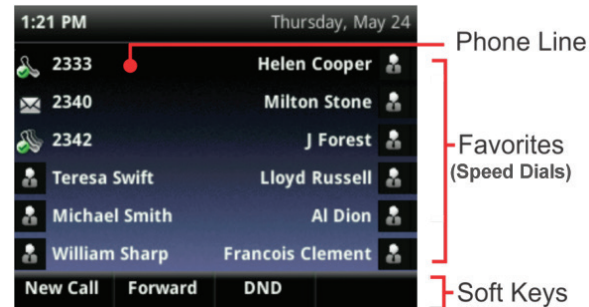 1:21 PM Thursday, May 24
Phone Line
2333 Helen Cooper
2340 Milton Stone
2342 J Forest
Favorites
(Speed Dials)
Teresa Swift Lloyd Russell
Michael Smith Al Dion
William Sharp Francois Clement
New Call Forward DND
Soft Keys